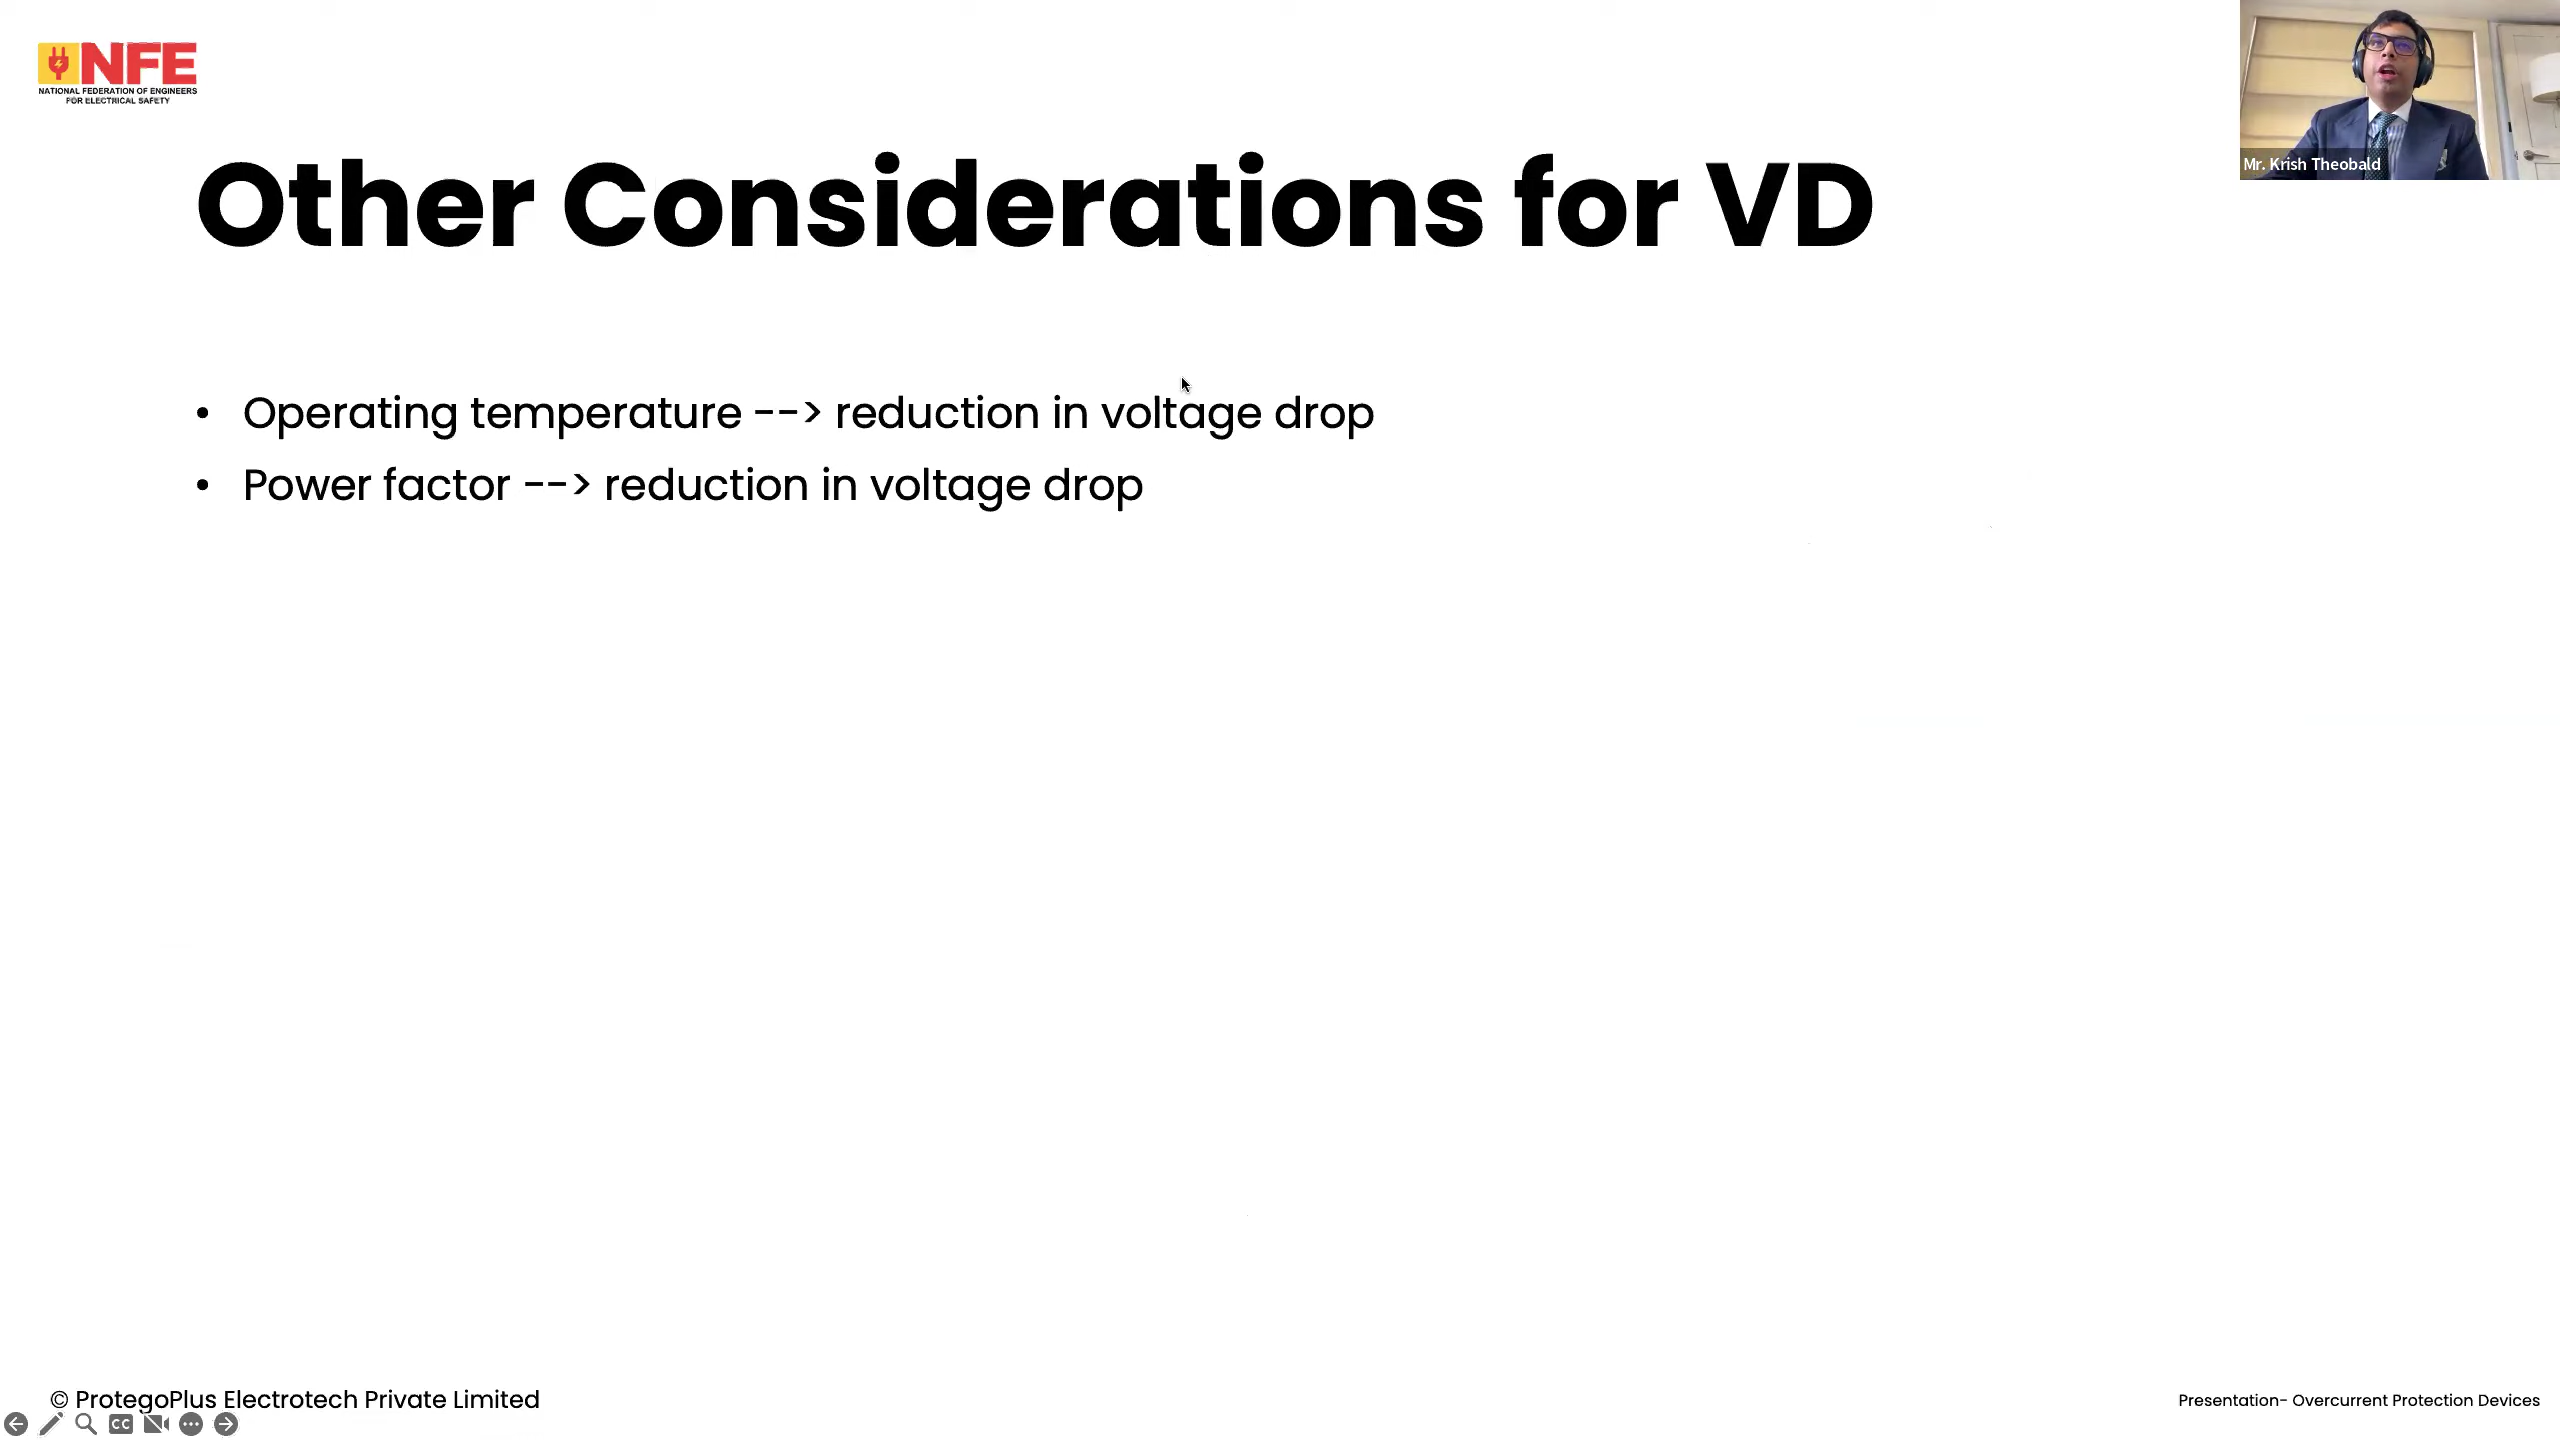 NFE
NATIONAL FEDERATION OF ENGINEERS
FOR ELECTRICAL SAFETY
Mr. Krish Theobald
Other Considerations for VD
• Operating temperature --> reduction in voltage drop
• Power factor --> reduction in voltage drop
© ProtegoPlus Electrotech Private Limited
CC
Presentation- Overcurrent Protection Devices